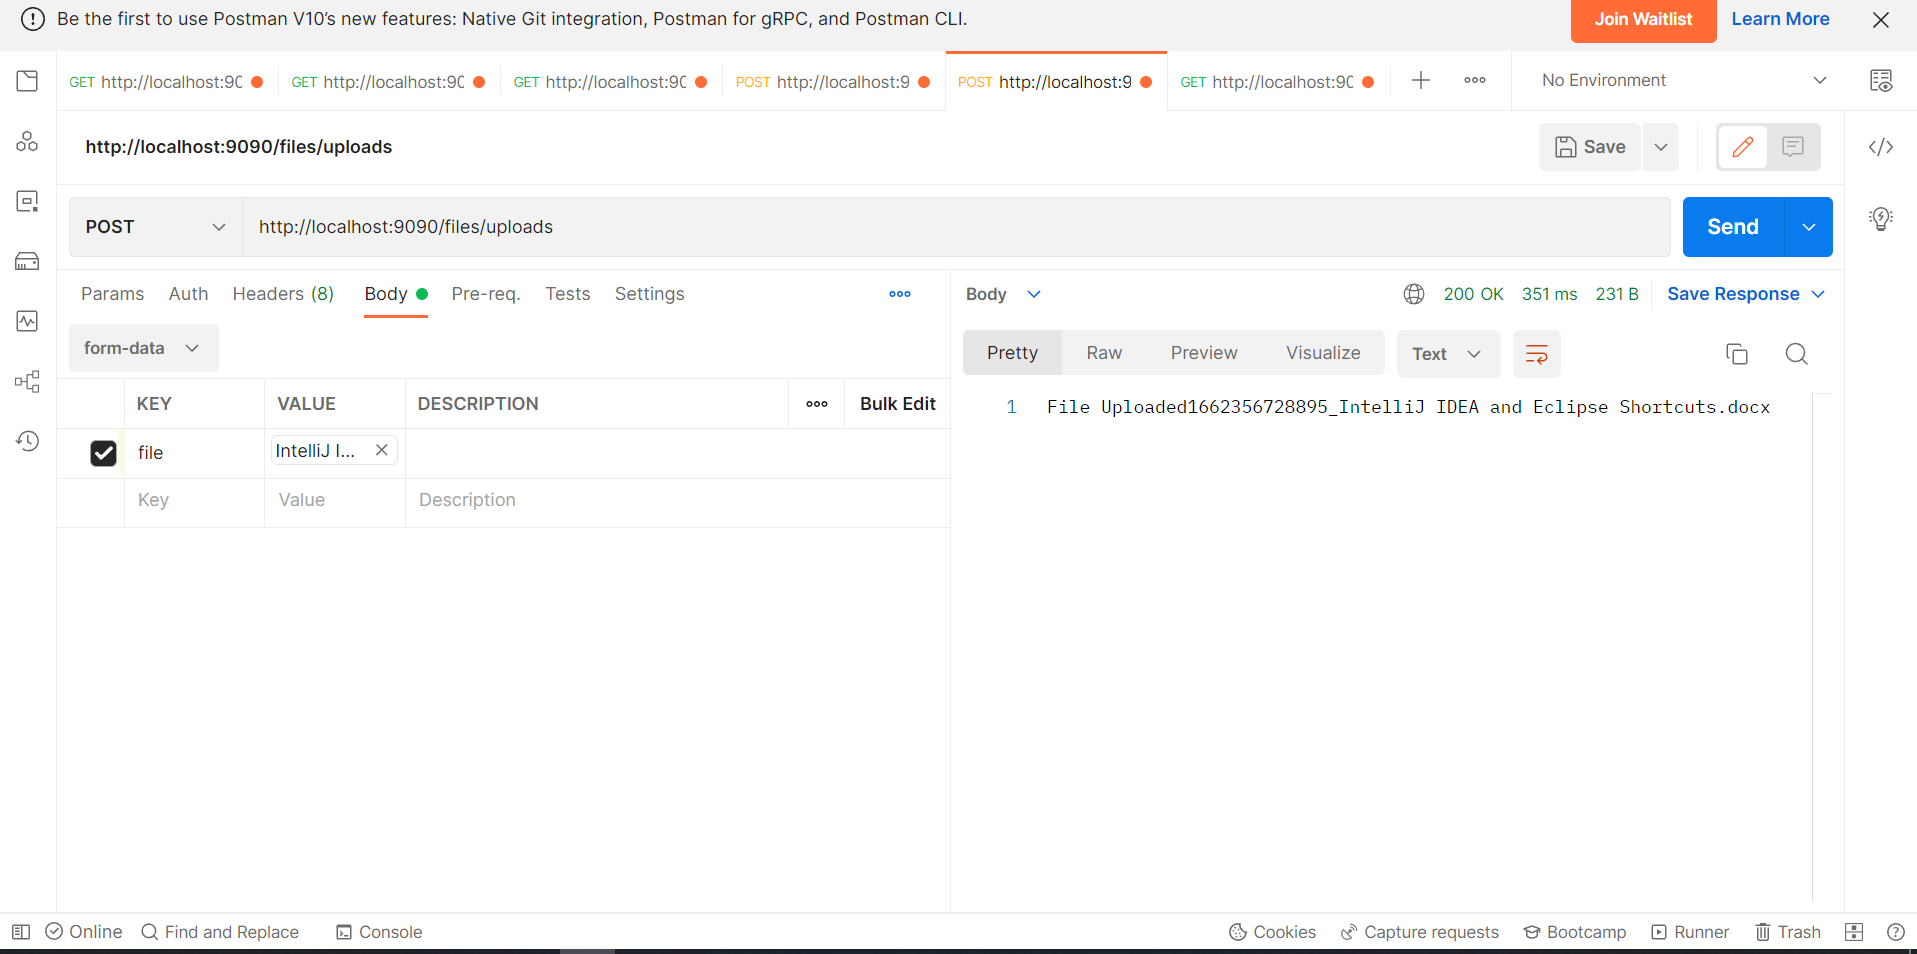 Be the first to use Postman V10's new features: Native Git integration, Postman for gRPC, and Postman CLI. Join Waitlist Learn More
GET http://localhost:90 GET http://localhost:90 GET http://localhost:90 POST http://localhost:9 POST http://localhost:9 GET http://localhost:90 No Environment
http://localhost:9090/files/uploads Save
POST http://localhost:9090/files/uploads Send
Params Auth Headers (8) Body Pre-req. Tests Settings
form-data
KEY VALUE DESCRIPTION Bulk Edit
file IntelliJ I...
Key Value Description
Body 200 OK 351 ms 231 B Save Response
Pretty Raw Preview Visualize Text
1 File Uploaded1662356728895_IntelliJ IDEA and Eclipse Shortcuts.docx
Online Find and Replace Console Cookies Capture requests Bootcamp Runner Trash